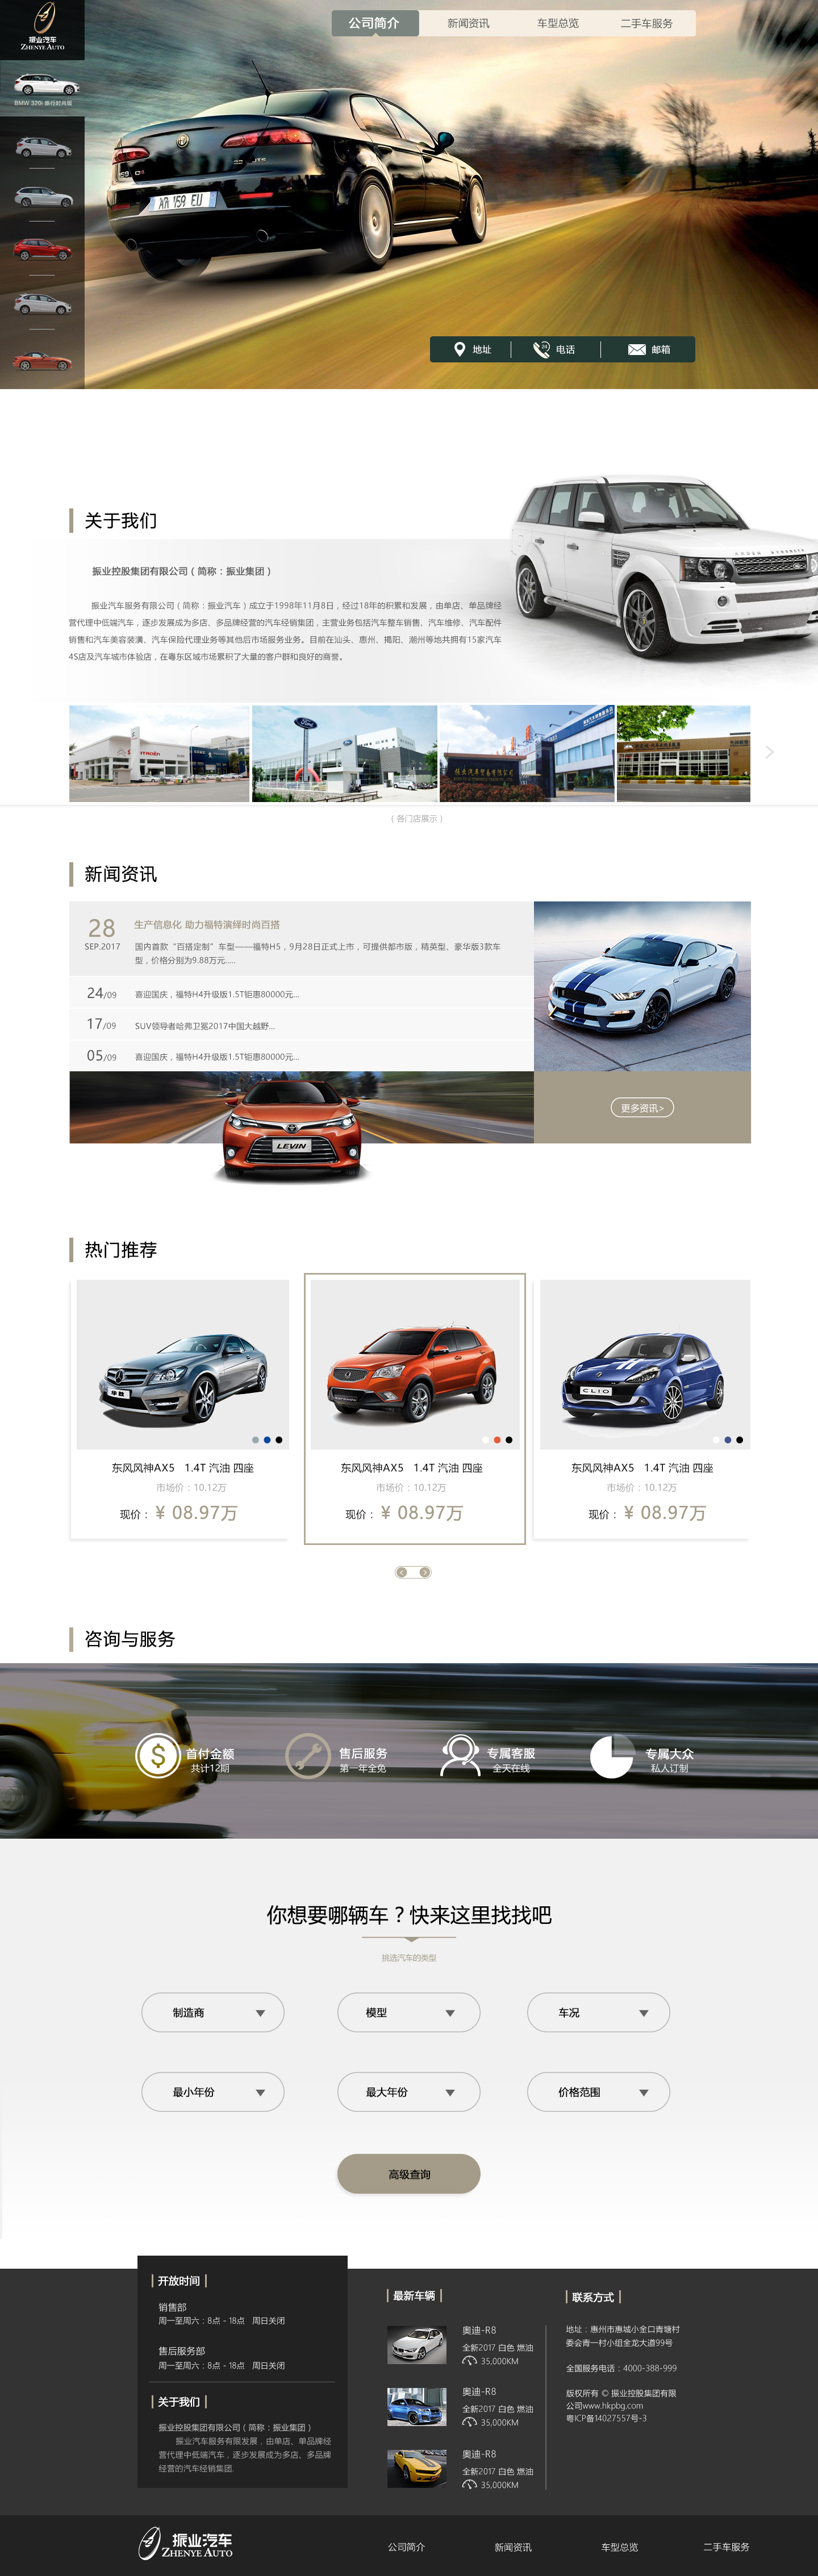 振业汽车
ZHENYE AUTO
公司简介
新闻资讯
车型总览
二手车服务
BMW 320i 旅行时尚版
AR 159 EU
地址
24
电话
邮箱
关于我们
振业控股集团有限公司（简称：振业集团）
振业汽车服务有限公司（简称：振业汽车）成立于1998年11月8日，经过18年的积累和发展，由单店、单品牌经
营代理中低端汽车，逐步发展成为多店、多品牌经营的汽车经销集团，主营业务包括汽车整车销售、汽车维修、汽车配件
销售和汽车美容装潢、汽车保险代理业务等其他后市场服务业务。目前在汕头、惠州、揭阳、潮州等地共拥有15家汽车
4S店及汽车城市体验店，在粤东区域市场累积了大量的客户群和良好的商誉。
CITROËN
Ford
（各门店展示）
新闻资讯
28
SEP.2017
生产信息化 助力福特演绎时尚百搭
国内首款“百搭定制”车型——福特H5，9月28日正式上市，可提供都市版，精英型、豪华版3款车
型，价格分别为9.88万元.....
24/09
喜迎国庆，福特H4升级版1.5T钜惠80000元...
17/09
SUV领导者哈弗卫冕2017中国大越野...
05/09
喜迎国庆，福特H4升级版1.5T钜惠80000元...
LEVIN
更多资讯>
热门推荐
华胜
CLIO
东风风神AX5 1.4T 汽油 四座
市场价：10.12万
现价：¥ 08.97万
东风风神AX5 1.4T 汽油 四座
市场价：10.12万
现价：¥ 08.97万
东风风神AX5 1.4T 汽油 四座
市场价：10.12万
现价：¥ 08.97万
咨询与服务
$
首付金额
共计12期
售后服务
第一年全免
专属客服
全天在线
专属大众
私人订制
你想要哪辆车？快来这里找找吧
挑选汽车的类型
制造商
模型
车况
最小年份
最大年份
价格范围
高级查询
开放时间
销售部
周一至周六：8点 - 18点 周日关闭
售后服务部
周一至周六：8点 - 18点 周日关闭
关于我们
振业控股集团有限公司（简称：振业集团）
振业汽车服务有限发展，由单店、单品牌经
营代理中低端汽车，逐步发展成为多店、多品牌
经营的汽车经销集团.
最新车辆
奥迪-R8
全新2017 白色 燃油
35,000KM
奥迪-R8
全新2017 白色 燃油
35,000KM
奥迪-R8
全新2017 白色 燃油
35,000KM
联系方式
地址：惠州市惠城小金口青塘村
委会青一村小组金龙大道99号
全国服务电话：4000-388-999
版权所有 © 振业控股集团有限
公司www.hkpbg.com
粤ICP备14027557号-3
振业汽车
ZHENYE AUTO
公司简介
新闻资讯
车型总览
二手车服务